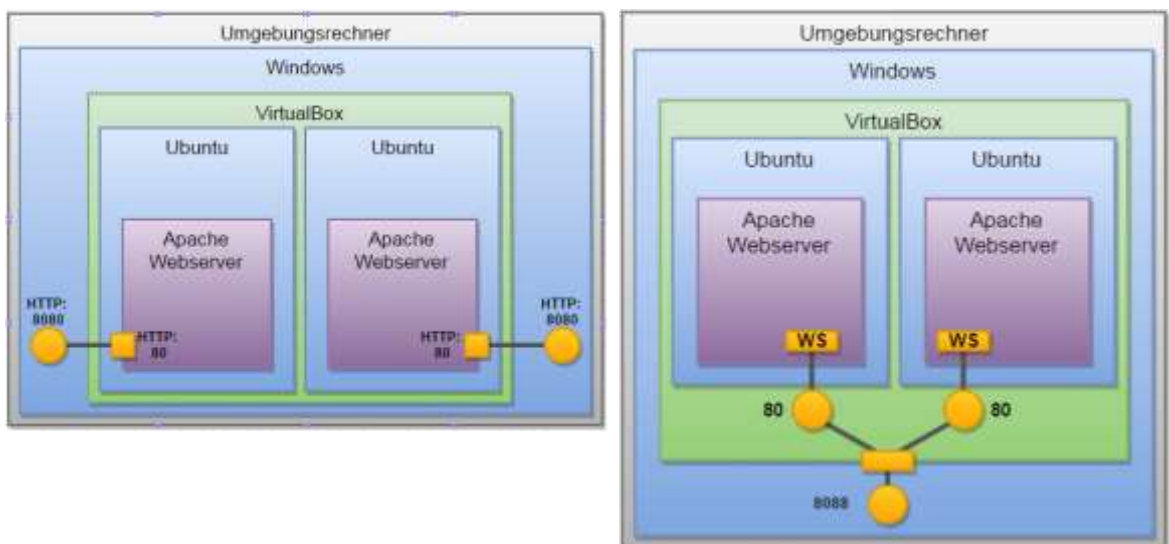 Umgebungsrechner
Windows
VirtualBox
Ubuntu
Ubuntu
Apache
Webserver
Apache
Webserver
HTTP:
8080
HTTP:
80
HTTP:
80
HTTP:
8080
Umgebungsrechner
Windows
VirtualBox
Ubuntu
Ubuntu
Apache
Webserver
Apache
Webserver
WS
WS
80
80
8088